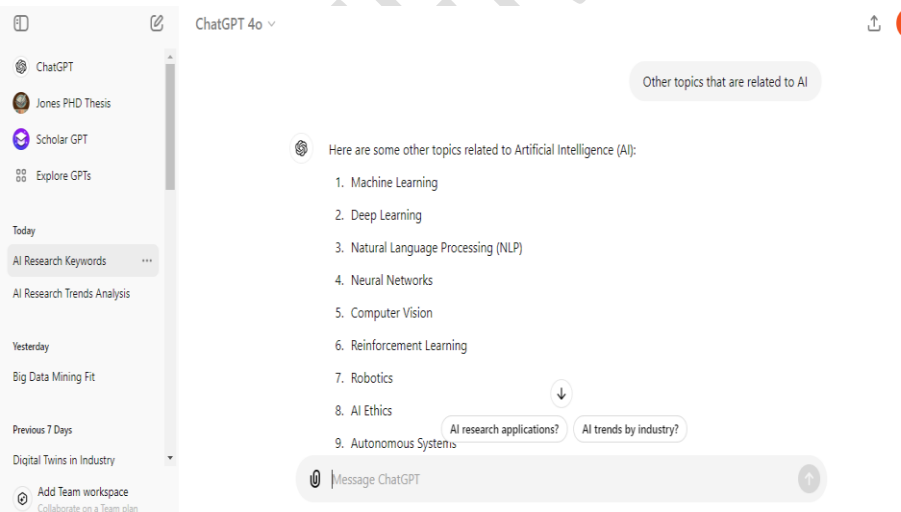 ChatGPT 4o
ChatGPT
Jones PHD Thesis
Scholar GPT
Explore GPTs
Today
AI Research Keywords
AI Research Trends Analysis
Yesterday
Big Data Mining Fit
Previous 7 Days
Digital Twins in Industry
Add Team workspace
Collaborate on a Team plan
Other topics that are related to AI
Here are some other topics related to Artificial Intelligence (AI):
1. Machine Learning
2. Deep Learning
3. Natural Language Processing (NLP)
4. Neural Networks
5. Computer Vision
6. Reinforcement Learning
7. Robotics
8. AI Ethics
9. Autonomous Systems
AI research applications?
AI trends by industry?
Message ChatGPT